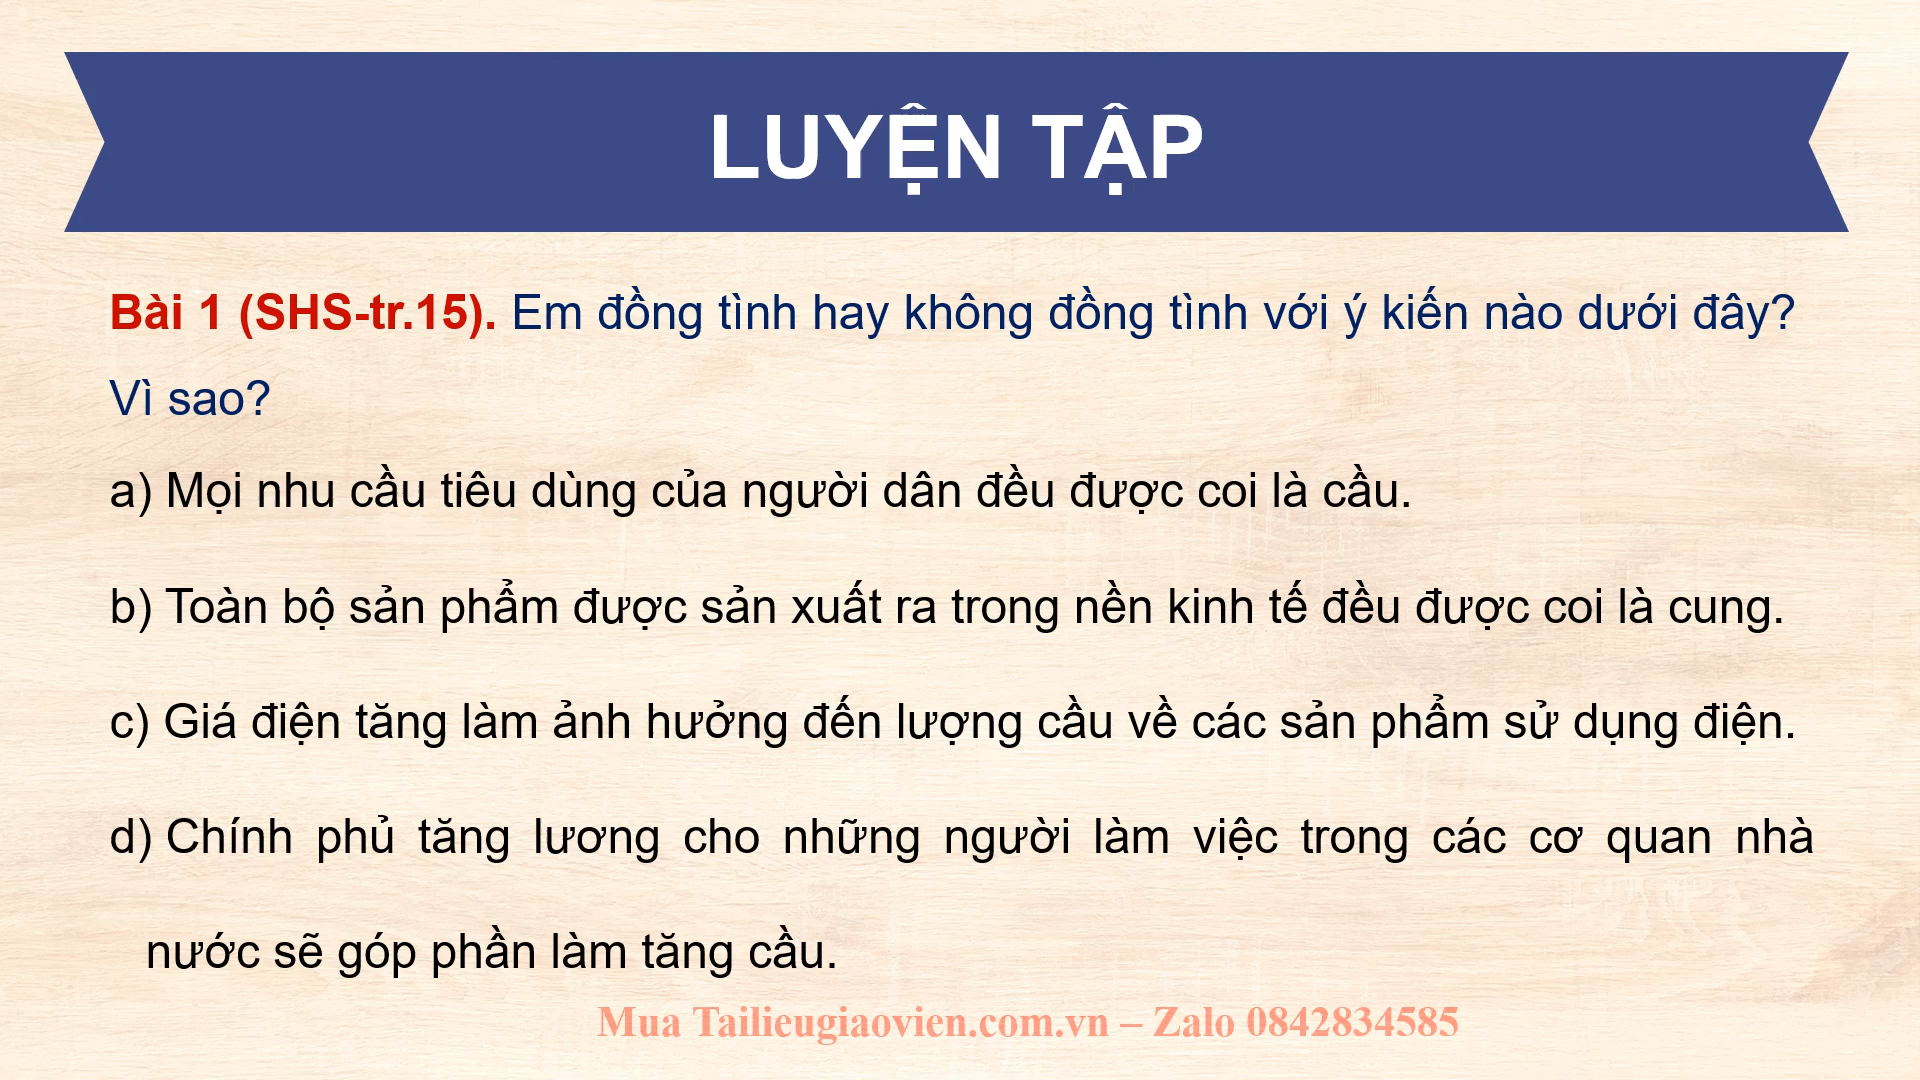 LUYỆN TẬP
Bài 1 (SHS-tr.15). Em đồng tình hay không đồng tình với ý kiến nào dưới đây?
Vì sao?
a) Mọi nhu cầu tiêu dùng của người dân đều được coi là cầu.
b) Toàn bộ sản phẩm được sản xuất ra trong nền kinh tế đều được coi là cung.
c) Giá điện tăng làm ảnh hưởng đến lượng cầu về các sản phẩm sử dụng điện.
d) Chính phủ tăng lương cho những người làm việc trong các cơ quan nhà
nước sẽ góp phần làm tăng cầu.
Mua Tailieugiaovien.com.vn – Zalo 0842834585